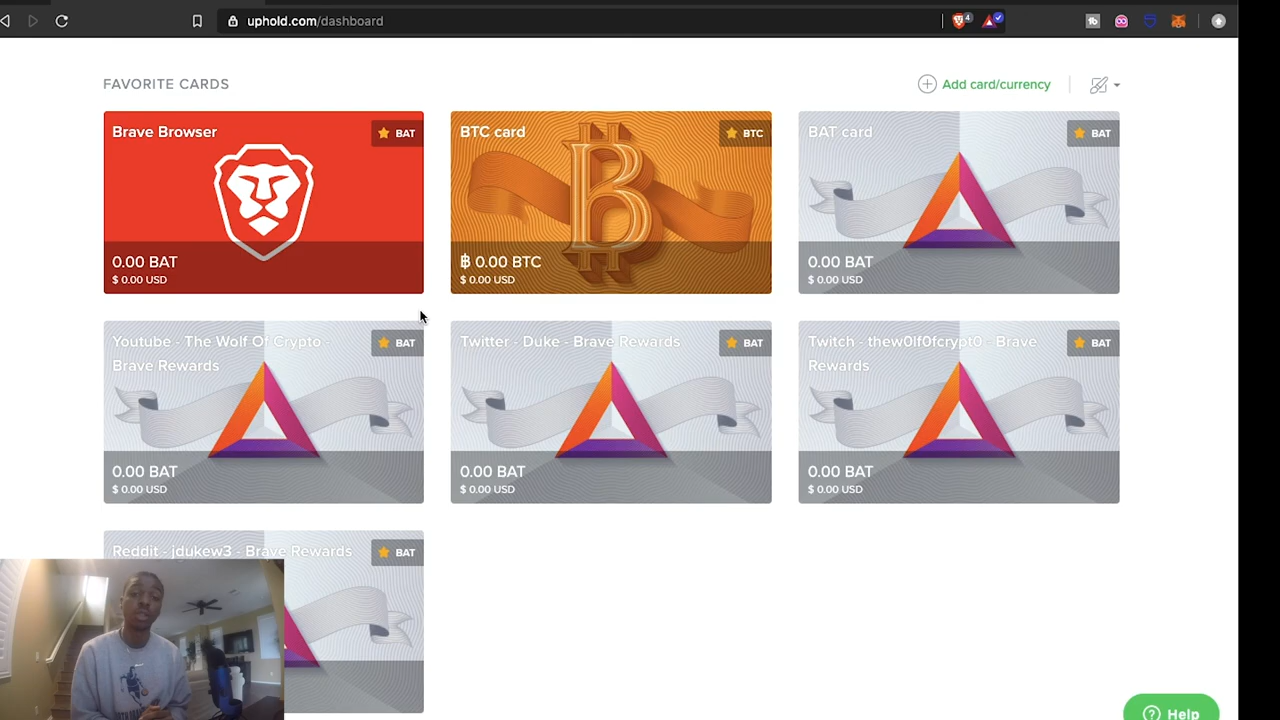 uphold.com/dashboard
4
FAVORITE CARDS
Add card/currency
Brave Browser
BAT
0.00 BAT
$ 0.00 USD
BTC card
BTC
฿ 0.00 BTC
$ 0.00 USD
BAT card
BAT
0.00 BAT
$ 0.00 USD
Youtube - The Wolf Of Crypto -
Brave Rewards
BAT
0.00 BAT
$ 0.00 USD
Twitter - Duke - Brave Rewards
BAT
0.00 BAT
$ 0.00 USD
Twitch - thew0lf0fcrypt0 - Brave
Rewards
BAT
0.00 BAT
$ 0.00 USD
Reddit - jdukew3 - Brave Rewards
BAT
Help